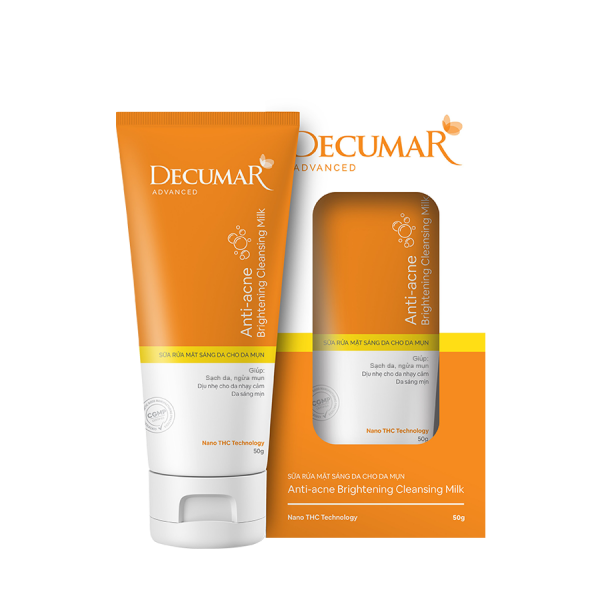 DECUMAR
ADVANCED
Anti-acne
Brightening Cleansing Milk
SỮA RỬA MẶT SÁNG DA CHO DA MỤN
Giúp:
Sạch da, ngừa mụn
Dịu nhẹ cho da nhạy cảm
Da sáng mịn
CGMP
Nano THC Technology
50g
DECUMAR
ADVANCED
Anti-acne
Brightening Cleansing Milk
SỮA RỬA MẶT SÁNG DA CHO DA MỤN
Giúp:
Sạch da, ngừa mụn
Dịu nhẹ cho da nhạy cảm
Da sáng mịn
Nano THC Technology
50g
SỮA RỬA MẶT SÁNG DA CHO DA MỤN
Anti-acne Brightening Cleansing Milk
Nano THC Technology 50g